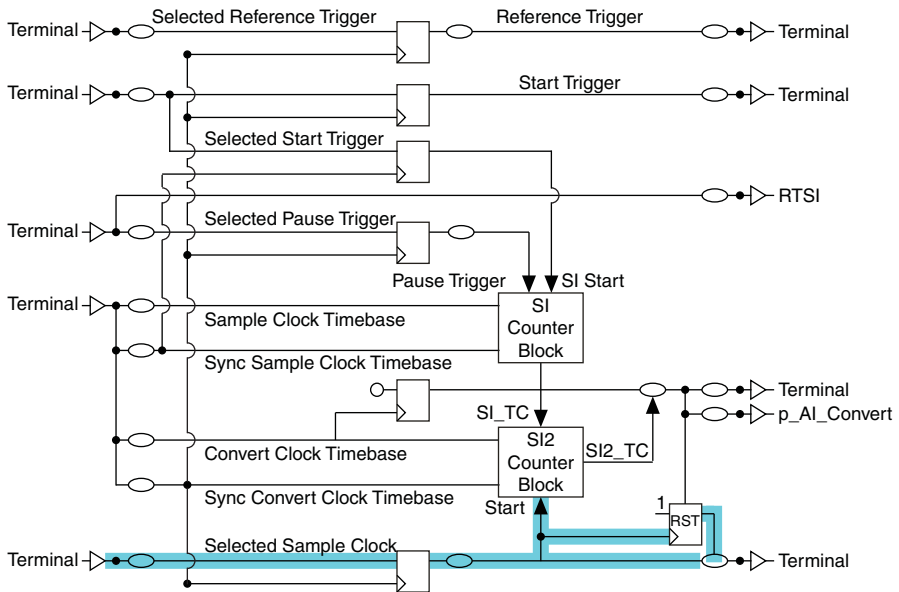 Terminal Selected Reference Trigger Reference Trigger Terminal
Terminal Start Trigger Terminal
Selected Start Trigger
RTSI
Terminal Selected Pause Trigger
Pause Trigger SI Start
Terminal
Sample Clock Timebase
SI
Counter
Block
Sync Sample Clock Timebase
Terminal
SI_TC
p_AI_Convert
Convert Clock Timebase
SI2
Counter
Block
SI2_TC
Sync Convert Clock Timebase
Start
1
RST
Terminal Selected Sample Clock Terminal